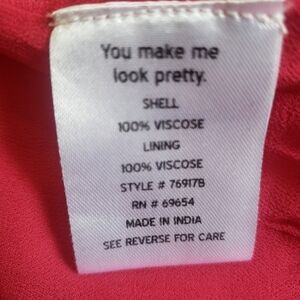 You make me
look pretty.
SHELL
100% VISCOSE
LINING
100% VISCOSE
STYLE # 76917B
RN # 69654
MADE IN INDIA
SEE REVERSE FOR CARE